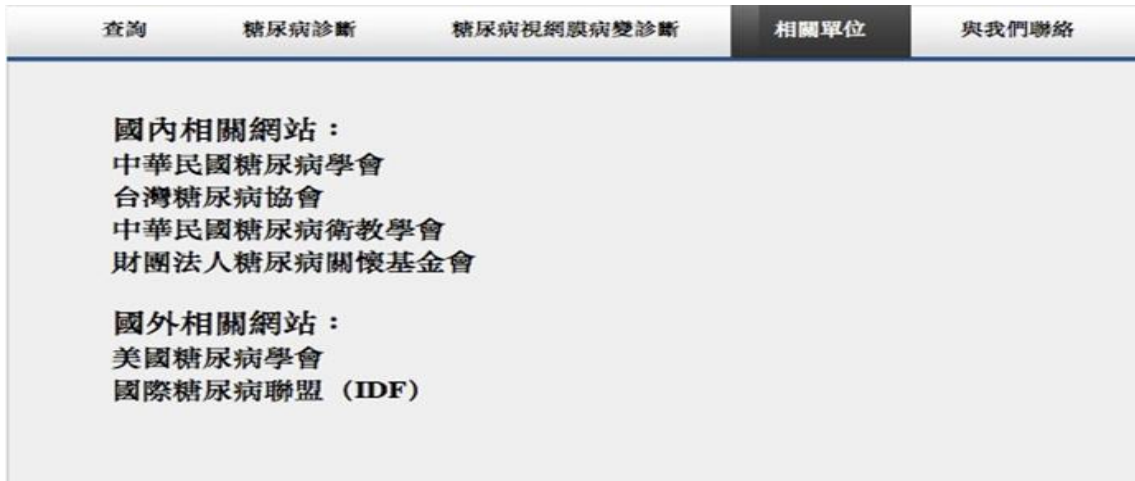 查詢 糖尿病診斷 糖尿病視網膜病變診斷 相關單位 與我們聯絡
國內相關網站：
中華民國糖尿病學會
台灣糖尿病協會
中華民國糖尿病衛教學會
財團法人糖尿病關懷基金會
國外相關網站：
美國糖尿病學會
國際糖尿病聯盟（IDF）